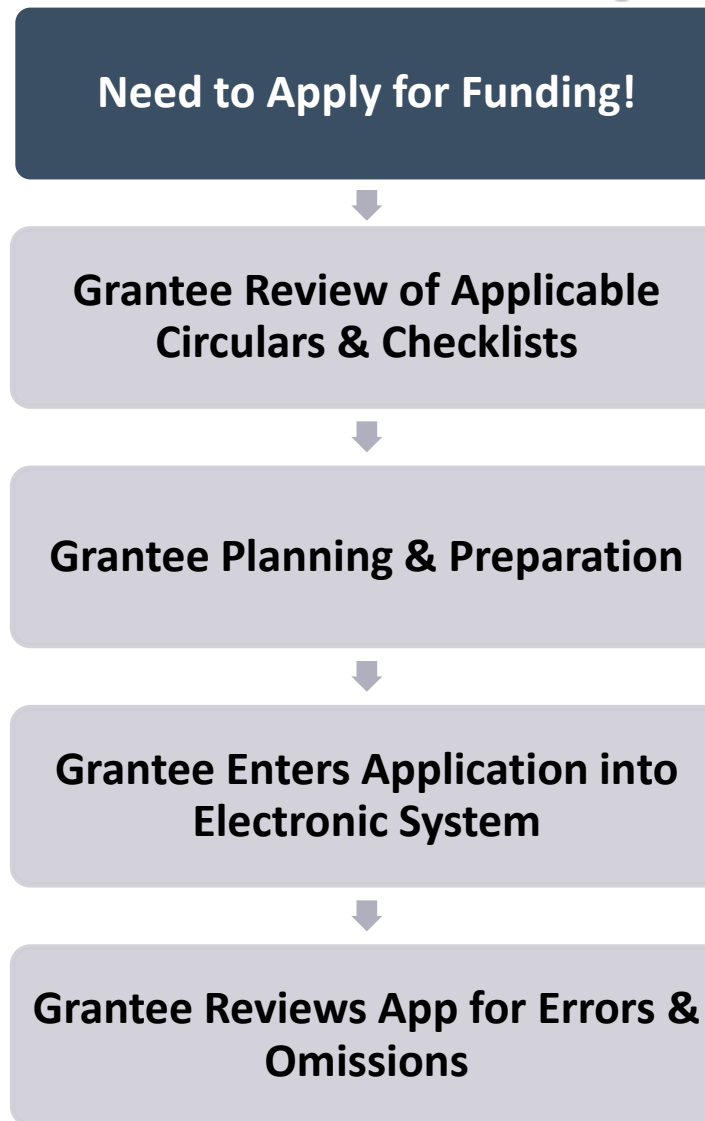 Need to Apply for Funding!
Grantee Review of Applicable
Circulars & Checklists
Grantee Planning & Preparation
Grantee Enters Application into
Electronic System
Grantee Reviews App for Errors &
Omissions